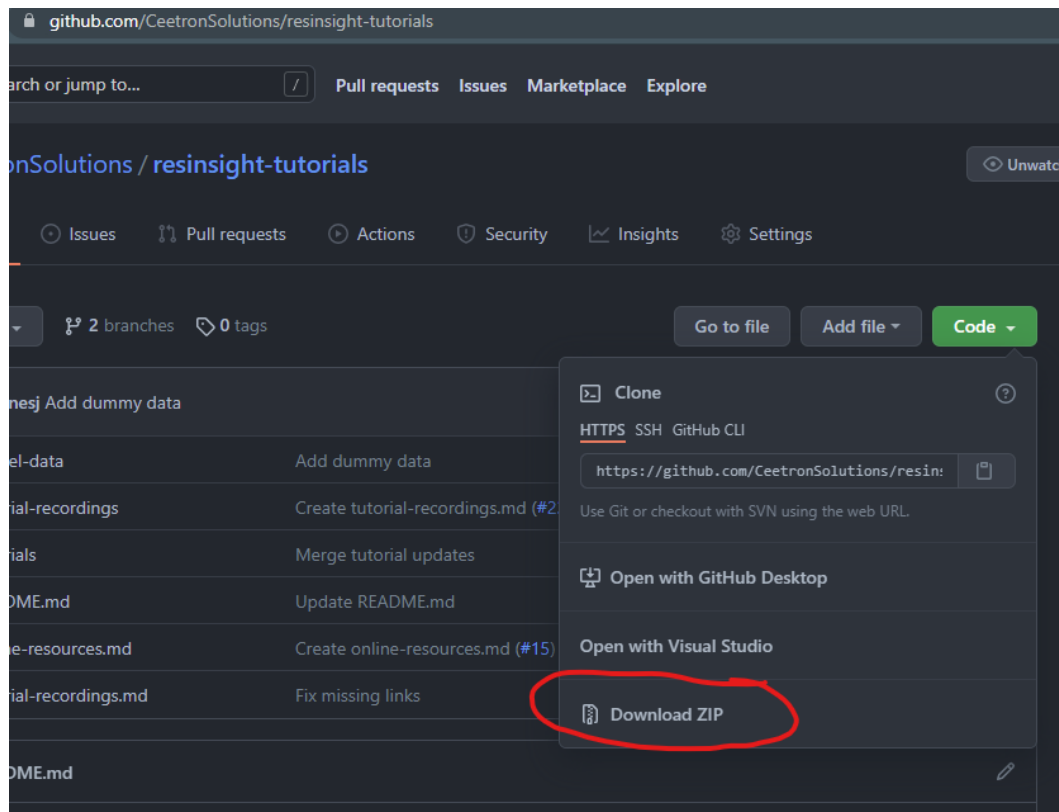 github.com/CeetronSolutions/resinsight-tutorials
arch or jump to... / Pull requests Issues Marketplace Explore
onSolutions / resinsight-tutorials
Unwatc
Issues Pull requests Actions Security Insights Settings
2 branches 0 tags
Go to file Add file Code
nesj Add dummy data
Clone
HTTPS SSH GitHub CLI
el-data Add dummy data
https://github.com/CeetronSolutions/resins
rial-recordings Create tutorial-recordings.md (#2
Use Git or checkout with SVN using the web URL.
rials Merge tutorial updates
Open with GitHub Desktop
DME.md Update README.md
ne-resources.md Create online-resources.md (#15)
Open with Visual Studio
rial-recordings.md Fix missing links
Download ZIP
DME.md